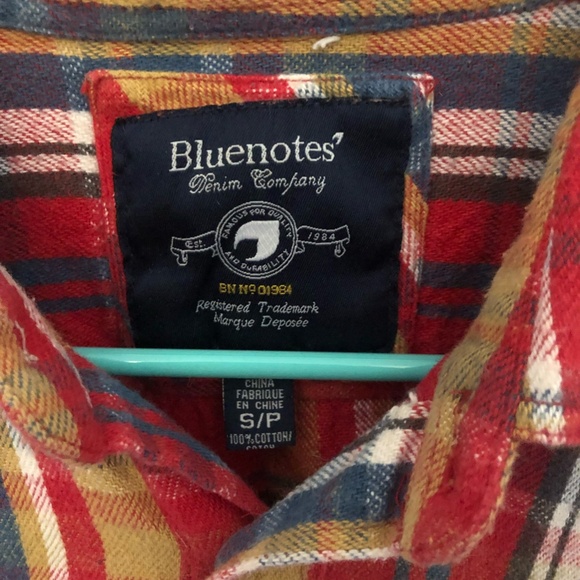 Bluenotes
Denim Company
FAMOUS FOR QUALITY
AND DURABILITY
Est. 1984
BN Nº 01984
Registered Trademark
Marque Deposée
CHINA
FABRIQUE
EN CHINE
S/P
100% COTTON/